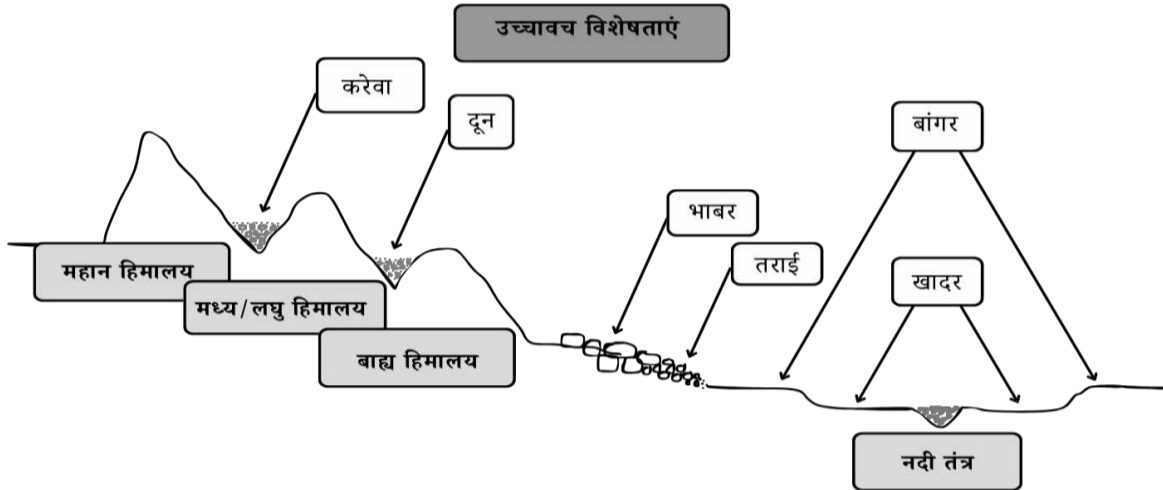 उच्चावच विशेषताएं
करेवा
दून
बांगर
भाबर
तराई
खादर
महान हिमालय
मध्य/लघु हिमालय
बाह्य हिमालय
नदी तंत्र